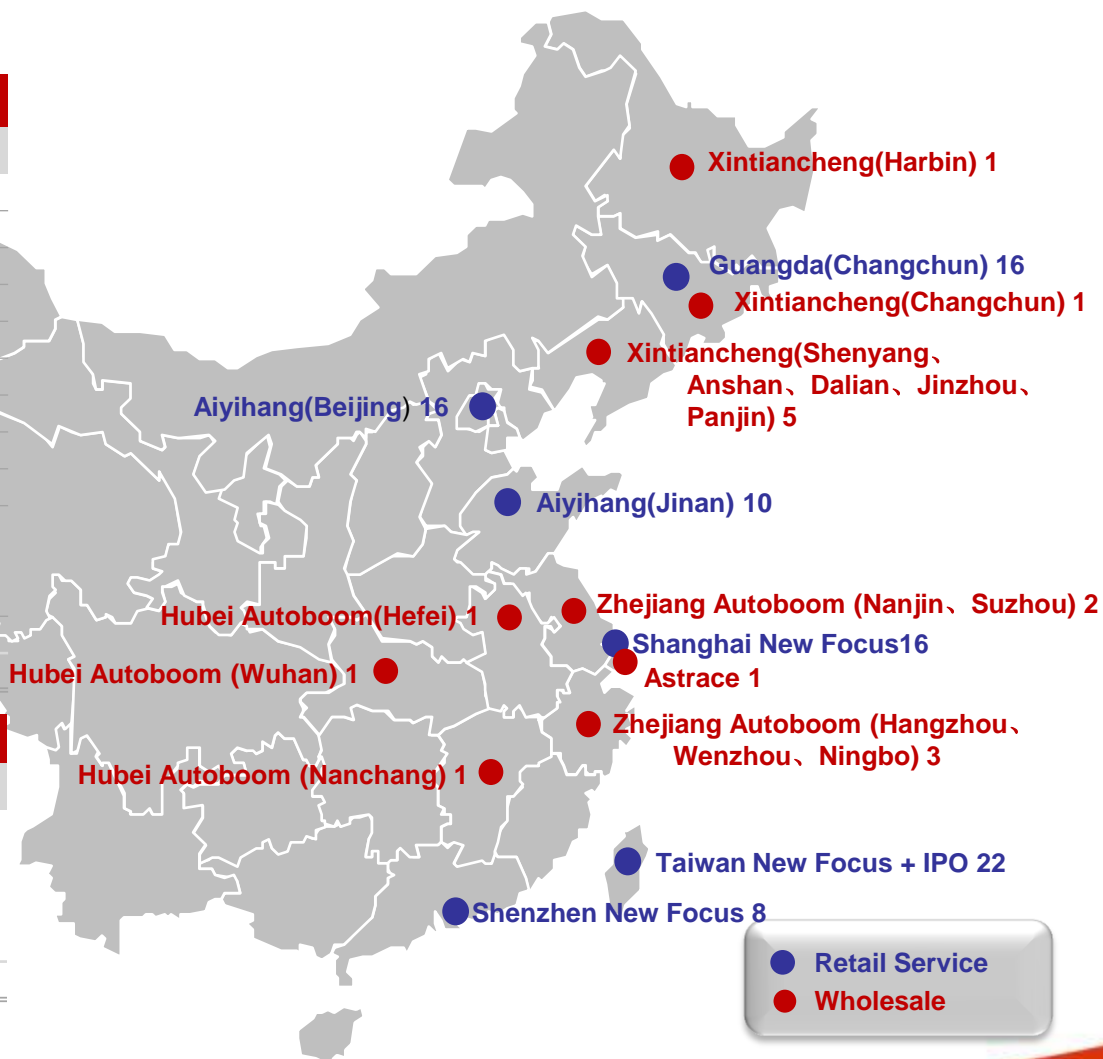 Xintiancheng(Harbin) 1
Guangda(Changchun) 16
Xintiancheng(Changchun) 1
Xintiancheng(Shenyang、
Anshan、Dalian、Jinzhou、
Panjin) 5
Aiyihang(Beijing) 16
Aiyihang(Jinan) 10
Hubei Autoboom(Hefei) 1
Zhejiang Autoboom (Nanjin、Suzhou) 2
Shanghai New Focus16
Hubei Autoboom (Wuhan) 1
Astrace 1
Zhejiang Autoboom (Hangzhou、
Wenzhou、Ningbo) 3
Hubei Autoboom (Nanchang) 1
Taiwan New Focus + IPO 22
Shenzhen New Focus 8
Retail Service
Wholesale